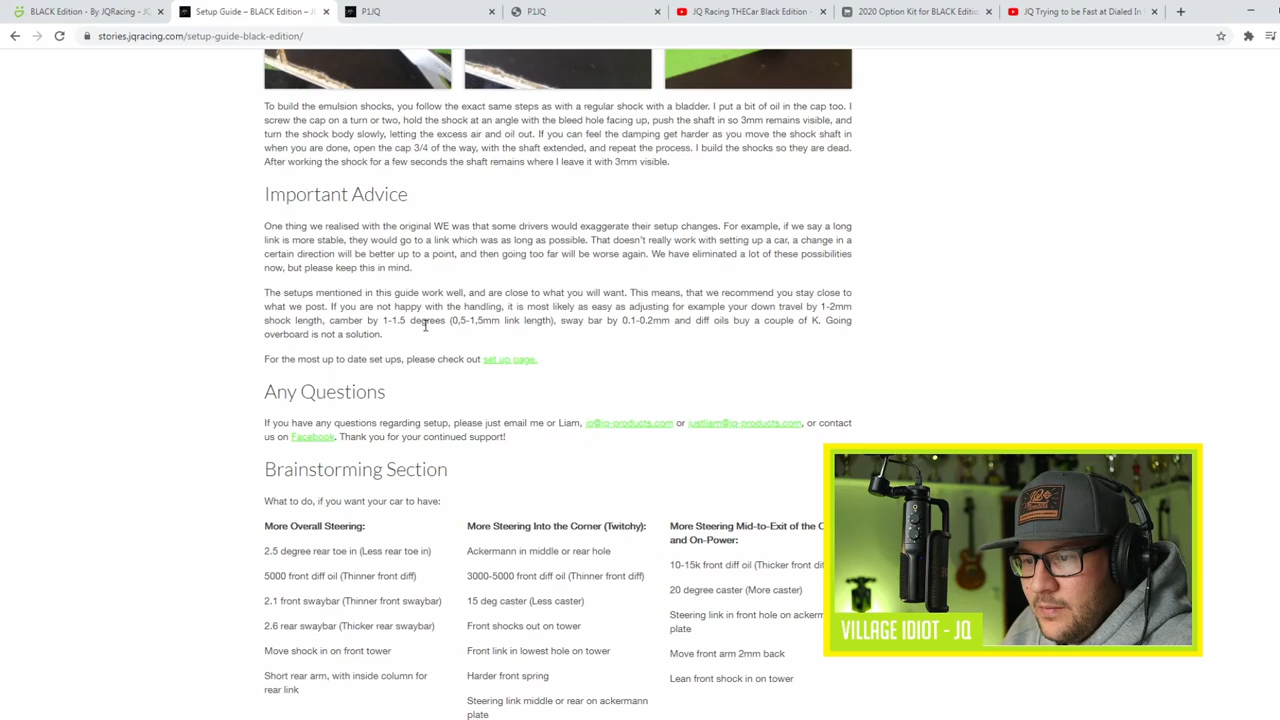 BLACK Edition - By JQRacing - JQ
Setup Guide – BLACK Edition – JQ
P1JQ
P1JQ
JQ Racing THECar Black Edition -
2020 Option Kit for BLACK Editio
JQ Trying to be Fast at Dialed In
stories.jqracing.com/setup-guide-black-edition/
To build the emulsion shocks, you follow the exact same steps as with a regular shock with a bladder. I put a bit of oil in the cap too. I
screw the cap on a turn or two, hold the shock at an angle with the bleed hole facing up, push the shaft in so 3mm remains visible, and
turn the shock body slowly, letting the excess air and oil out. If you can feel the damping get harder as you move the shock shaft in
when you are done, open the cap 3/4 of the way, with the shaft extended, and repeat the process. I build the shocks so they are dead.
After working the shock for a few seconds the shaft remains where I leave it with 3mm visible.
Important Advice
One thing we realised with the original WE was that some drivers would exaggerate their setup changes. For example, if we say a long
link is more stable, they would go to a link which was as long as possible. That doesn't really work with setting up a car, a change in a
certain direction will be better up to a point, and then going too far will be worse again. We have eliminated a lot of these possibilities
now, but please keep this in mind.
The setups mentioned in this guide work well, and are close to what you will want. This means, that we recommend you stay close to
what we post. If you are not happy with the handling, it is most likely as easy as adjusting for example your down travel by 1-2mm
shock length, camber by 1-1.5 degrees (0,5-1,5mm link length), sway bar by 0.1-0.2mm and diff oils buy a couple of K. Going
overboard is not a solution.
For the most up to date set ups, please check out set up page.
Any Questions
If you have any questions regarding setup, please just email me or Liam, jq@jq-products.com or justliam@jq-products.com, or contact
us on Facebook. Thank you for your continued support!
Brainstorming Section
What to do, if you want your car to have:
More Overall Steering:
2.5 degree rear toe in (Less rear toe in)
5000 front diff oil (Thinner front diff)
2.1 front swaybar (Thinner front swaybar)
2.6 rear swaybar (Thicker rear swaybar)
Move shock in on front tower
Short rear arm, with inside column for
rear link
More Steering Into the Corner (Twitchy):
Ackermann in middle or rear hole
3000-5000 front diff oil (Thinner front diff)
15 deg caster (Less caster)
Front shocks out on tower
Front link in lowest hole on tower
Harder front spring
Steering link middle or rear on ackermann
plate
More Steering Mid-to-Exit of the C
and On-Power:
10-15k front diff oil (Thicker front dif
20 degree caster (More caster)
Steering link in front hole on ackerm
plate
Move front arm 2mm back
Lean front shock in on tower
VILLAGE IDIOT - JQ